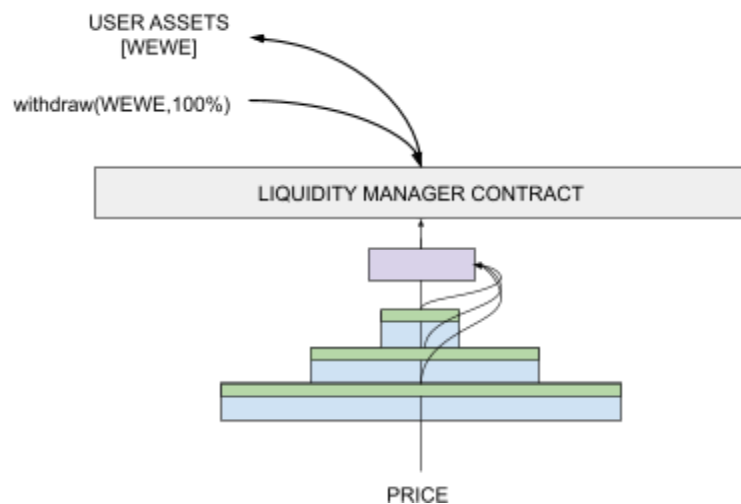 USER ASSETS
[WEWE]
withdraw(WEWE,100%)
LIQUIDITY MANAGER CONTRACT
PRICE